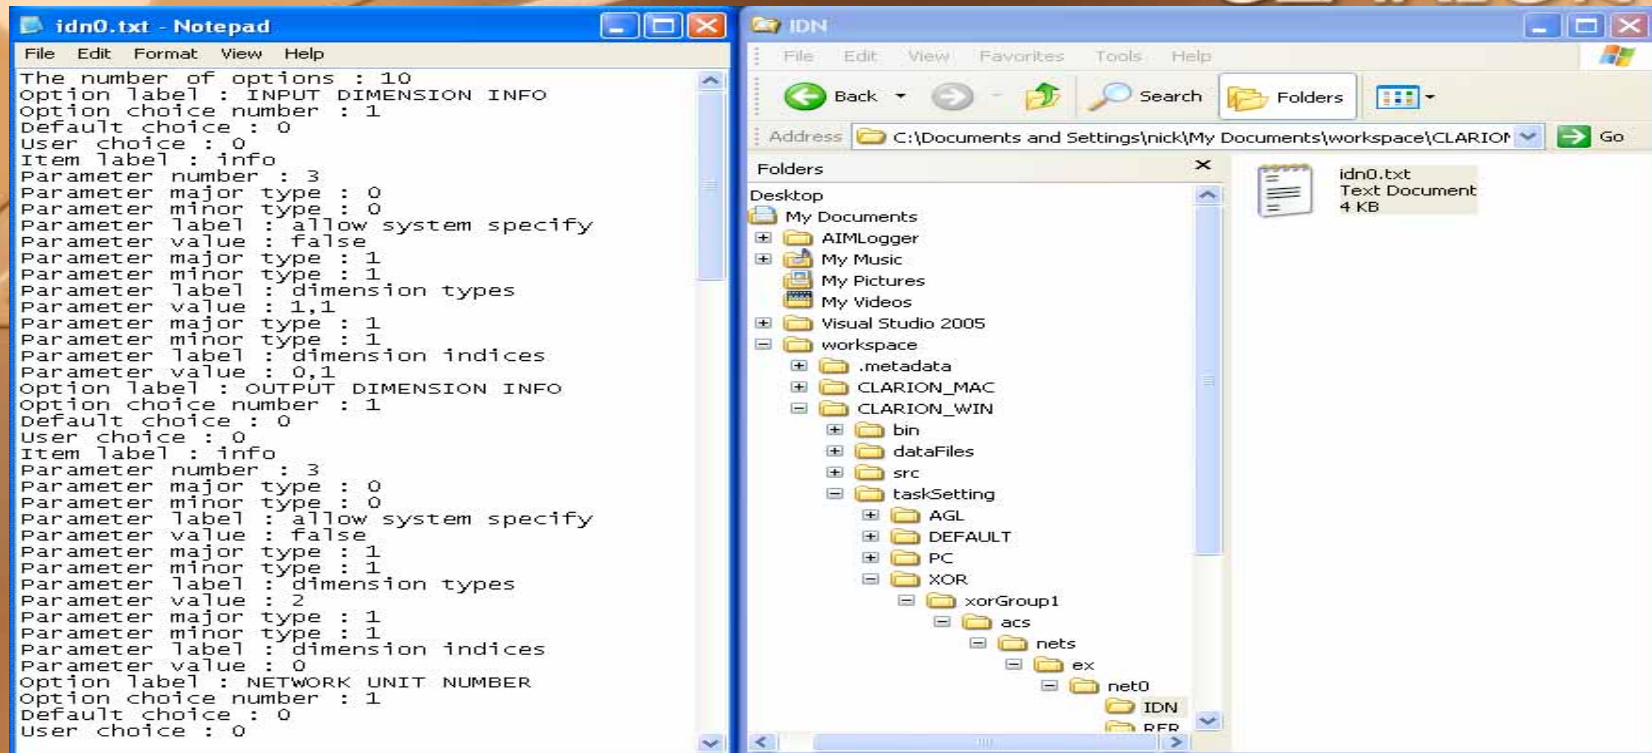 idn0.txt - Notepad
File Edit Format View Help
The number of options : 10
Option label : INPUT DIMENSION INFO
Option choice number : 1
Default choice : 0
User choice : 0
Item label : info
Parameter number : 3
Parameter major type : 0
Parameter minor type : 0
Parameter label : allow system specify
Parameter value : false
Parameter major type : 1
Parameter minor type : 1
Parameter label : dimension types
Parameter value : 1,1
Parameter major type : 1
Parameter minor type : 1
Parameter label : dimension indices
Parameter value : 0,1
Option label : OUTPUT DIMENSION INFO
Option choice number : 1
Default choice : 0
User choice : 0
Item label : info
Parameter number : 3
Parameter major type : 0
Parameter minor type : 0
Parameter label : allow system specify
Parameter value : false
Parameter major type : 1
Parameter minor type : 1
Parameter label : dimension types
Parameter value : 2
Parameter major type : 1
Parameter minor type : 1
Parameter label : dimension indices
Parameter value : 0
Option label : NETWORK UNIT NUMBER
Option choice number : 1
Default choice : 0
User choice : 0
IDN
File Edit View Favorites Tools Help
Back Search Folders
Address C:\Documents and Settings\nick\My Documents\workspace\CLARION Go
Folders
Desktop
My Documents
AIMLogger
My Music
My Pictures
My Videos
Visual Studio 2005
workspace
.metadata
CLARION_MAC
CLARION_WIN
bin
dataFiles
src
taskSetting
AGL
DEFAULT
PC
XOR
xorGroup1
acs
nets
ex
net0
IDN
idn0.txt
Text Document
4 KB